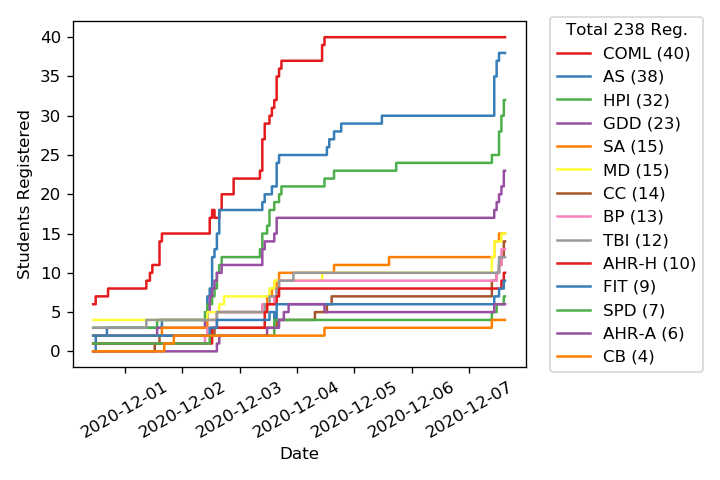 Total 238 Reg.
COML (40)
AS (38)
HPI (32)
GDD (23)
SA (15)
MD (15)
CC (14)
BP (13)
TBI (12)
AHR-H (10)
FIT (9)
SPD (7)
AHR-A (6)
CB (4)
Students Registered
40
35
30
25
20
15
10
5
0
2020-12-01
2020-12-02
2020-12-03
2020-12-04
2020-12-05
2020-12-06
2020-12-07
Date